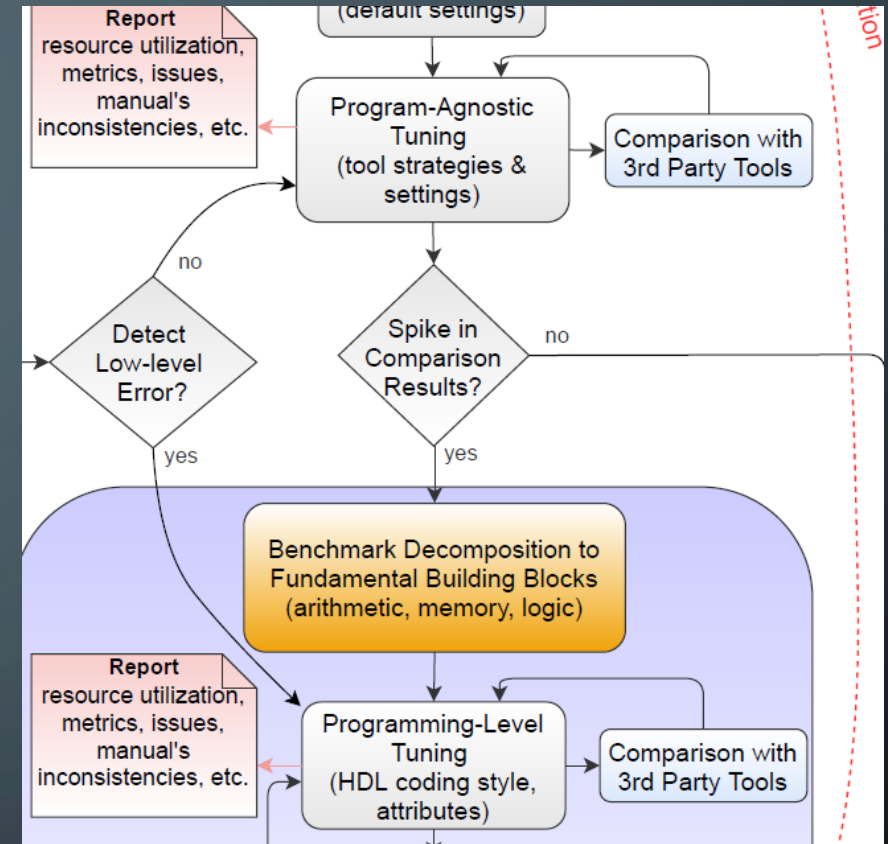 (default settings)
Report
resource utilization,
metrics, issues,
manual's
inconsistencies, etc.
Program-Agnostic
Tuning
(tool strategies &
settings)
Comparison with
3rd Party Tools
no
Detect
Low-level
Error?
yes
Spike in
Comparison
Results?
no
yes
Benchmark Decomposition to
Fundamental Building Blocks
(arithmetic, memory, logic)
Report
resource utilization,
metrics, issues,
manual's
inconsistencies, etc.
Programming-Level
Tuning
(HDL coding style,
attributes)
Comparison with
3rd Party Tools